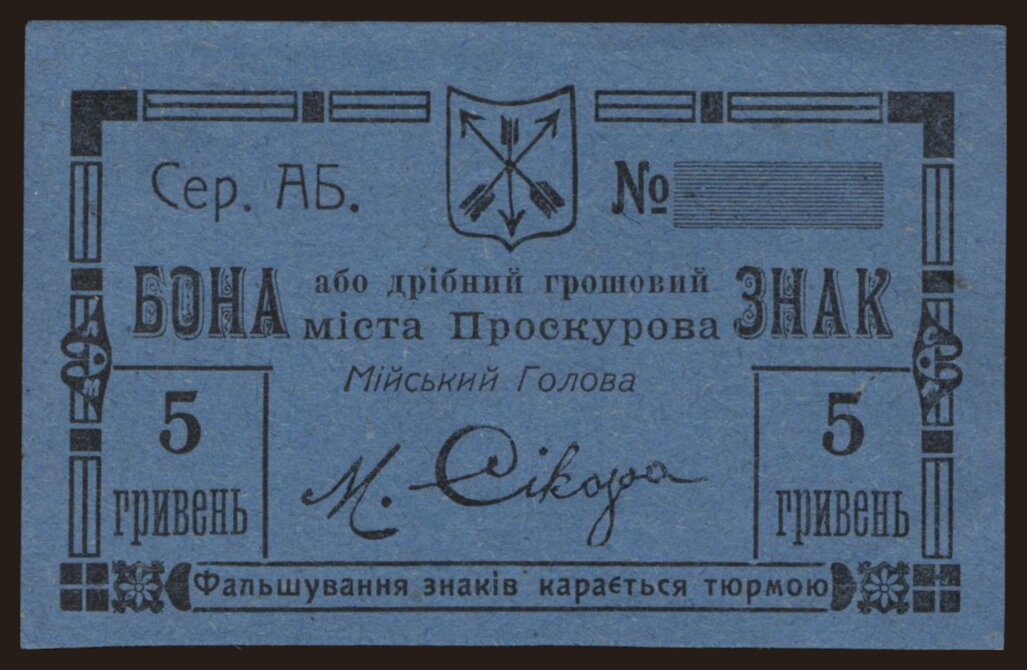 Сер. АБ. №
БОНА або дрібний грошовий ЗНАК
міста Проскурова
Мійський Голова
5 5
гривень М. Сікора гривень
Фальшування знаків карається тюрмою